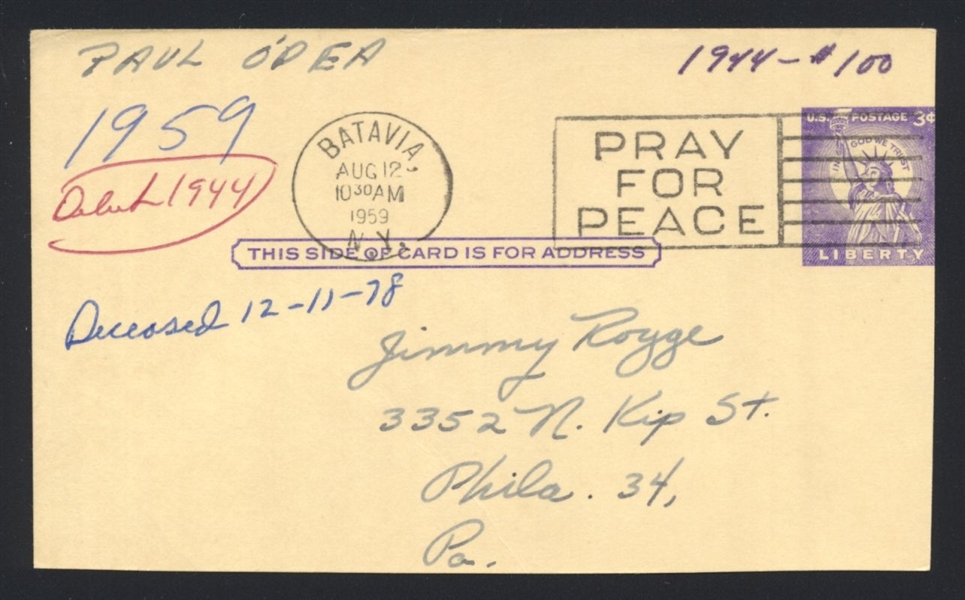 PAUL O'DEA
1944 - $100
1959
Debut 1944
BATAVIA,
AUG 12
10 30 AM
1959
N.Y.
PRAY
FOR
PEACE
U.S. POSTAGE 3¢
IN GOD WE TRUST
LIBERTY
THIS SIDE OF CARD IS FOR ADDRESS
Deceased 12-11-78
Jimmy Royge
3352 N. Kip St.
Phila. 34,
Pa.